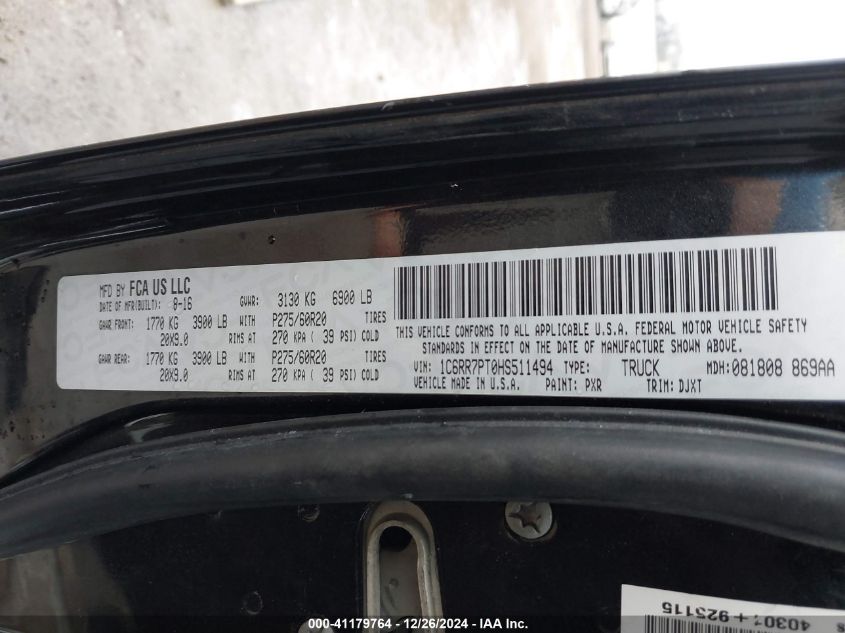 MFD BY FCA US LLC
DATE OF MFR(BUILT): 8-16 GVWR: 3130 KG 6900 LB
GAWR FRONT: 1770 KG 3900 LB WITH P275/60R20 TIRES
20X9.0 RIMS AT 270 KPA ( 39 PSI) COLD
GAWR REAR: 1770 KG 3900 LB WITH P275/60R20 TIRES
20X9.0 RIMS AT 270 KPA ( 39 PSI) COLD
THIS VEHICLE CONFORMS TO ALL APPLICABLE U.S.A. FEDERAL MOTOR VEHICLE SAFETY
STANDARDS IN EFFECT ON THE DATE OF MANUFACTURE SHOWN ABOVE.
VIN: 1C6RR7PT0HS511494 TYPE: TRUCK MDH: 081808 869AA
VEHICLE MADE IN U.S.A. PAINT: PXR TRIM: DJXT
000-41179764 - 12/26/2024 - IAA Inc.